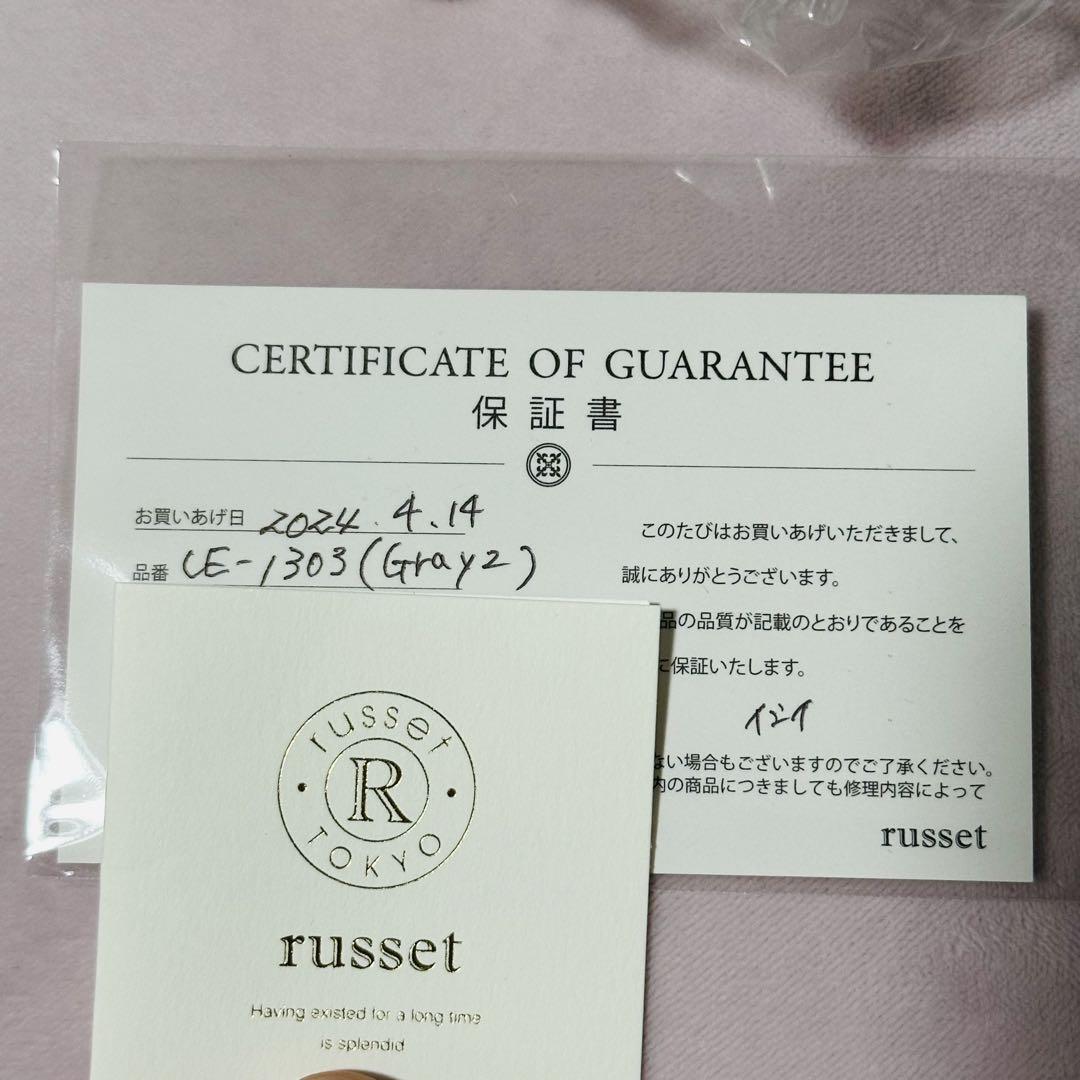 CERTIFICATE OF GUARANTEE
保証書
お買いあげ日 2024.4.14
品番 CE-1303(Gray2)
このたびはお買いあげいただきまして、
誠にありがとうございます。
品の品質が記載のとおりであることを
に保証いたします。
ない場合もございますのでご了承ください。
内の商品につきましても修理内容によって
russet
russet
R
TOKYO
russet
Having existed for a long time
is splendid